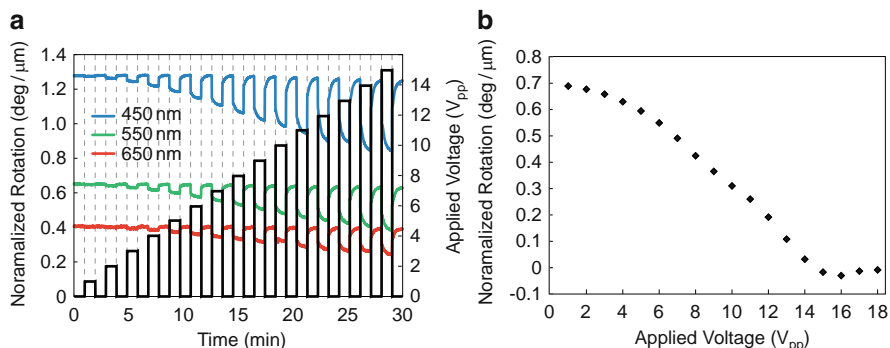 a
Noramalized Rotation (deg / μm)
1.4
1.2
1.0
0.8
0.6
0.4
0.2
0
450 nm
550 nm
650 nm
14
12
10
8
6
4
2
0
Applied Voltage (Vpp)
0 5 10 15 20 25 30
Time (min)
b
Noramalized Rotation (deg / μm)
0.8
0.7
0.6
0.5
0.4
0.3
0.2
0.1
0
-0.1
0 2 4 6 8 10 12 14 16 18
Applied Voltage (Vpp)